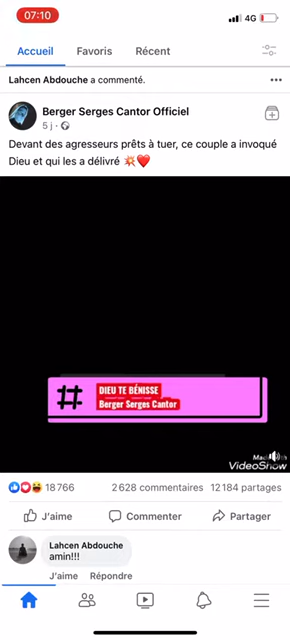 07:10
4G
Accueil Favoris Récent
Lahcen Abdouche a commenté.
Berger Serges Cantor Officiel
5 j
Devant des agresseurs prêts à tuer, ce couple a invoqué
Dieu et qui les a délivré 💥❤️
# DIEU TE BÉNISSE
Berger Serges Cantor
VideoShow
18 766 2 628 commentaires 12 184 partages
J'aime Commenter Partager
Lahcen Abdouche
amin!!!
J'aime Répondre